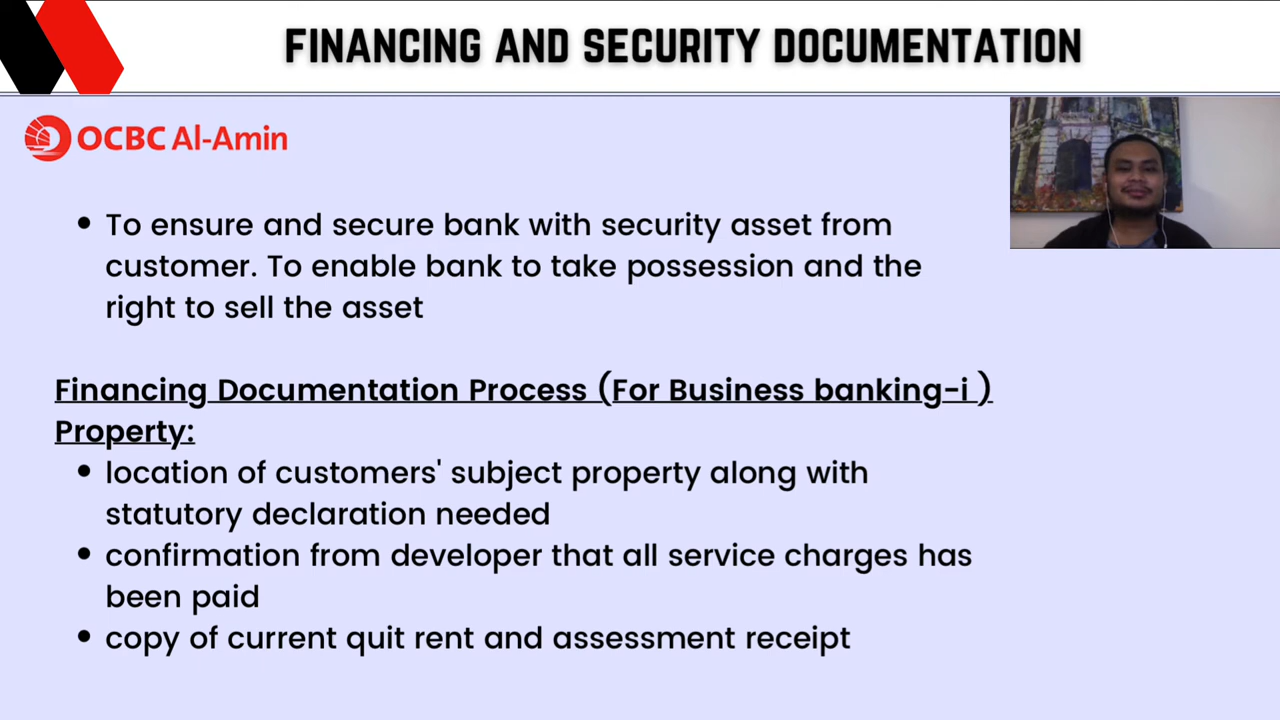 FINANCING AND SECURITY DOCUMENTATION
OCBC Al-Amin
• To ensure and secure bank with security asset from
customer. To enable bank to take possession and the
right to sell the asset
Financing Documentation Process (For Business banking-i )
Property:
• location of customers' subject property along with
statutory declaration needed
• confirmation from developer that all service charges has
been paid
• copy of current quit rent and assessment receipt